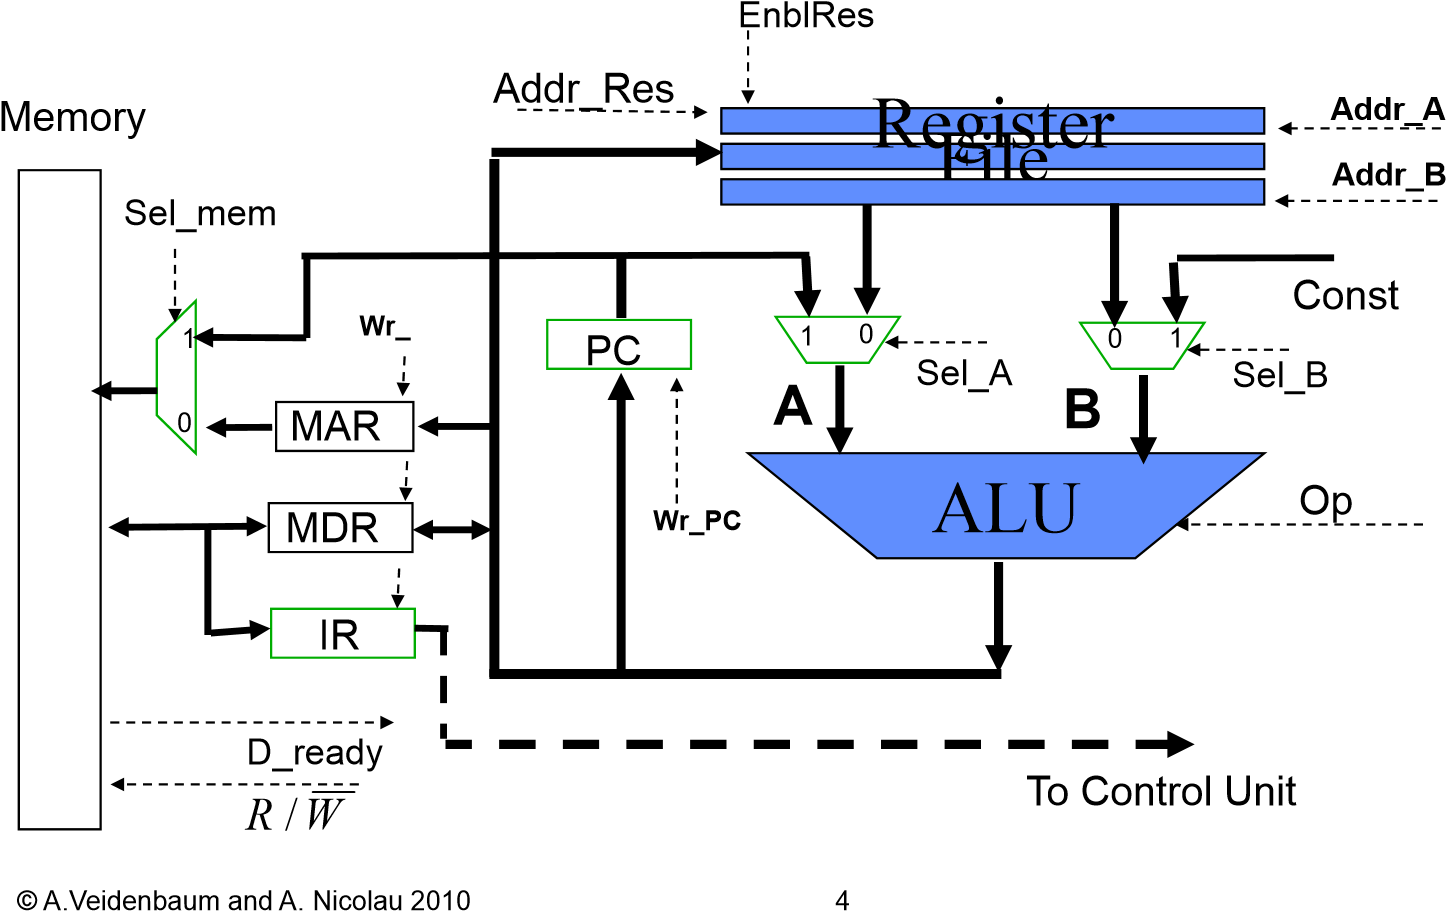 EnblRes
Addr_Res
Register
File
Addr_A
Addr_B
Memory
Sel_mem
1
0
Wr_
PC
1 0
Sel_A
0 1
Sel_B
Const
MAR
A
B
MDR
Wr_PC
ALU
Op
IR
D_ready
R / W̅
To Control Unit
© A.Veidenbaum and A. Nicolau 2010
4